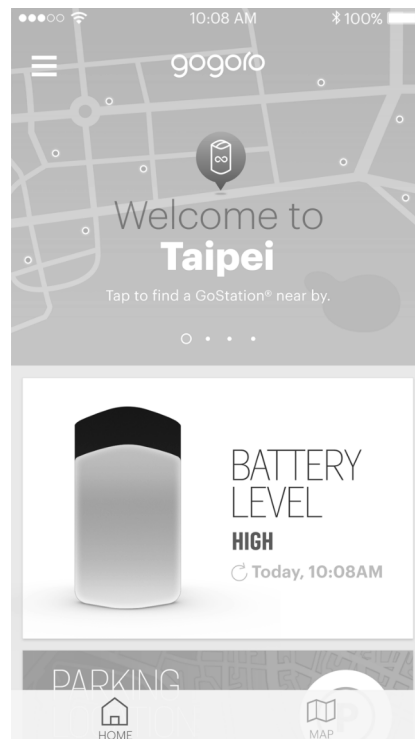 10:08 AM
100%
gogoro
Welcome to
Taipei
Tap to find a GoStation® near by.
BATTERY
LEVEL
HIGH
Today, 10:08AM
PARKING
P
HOME
MAP